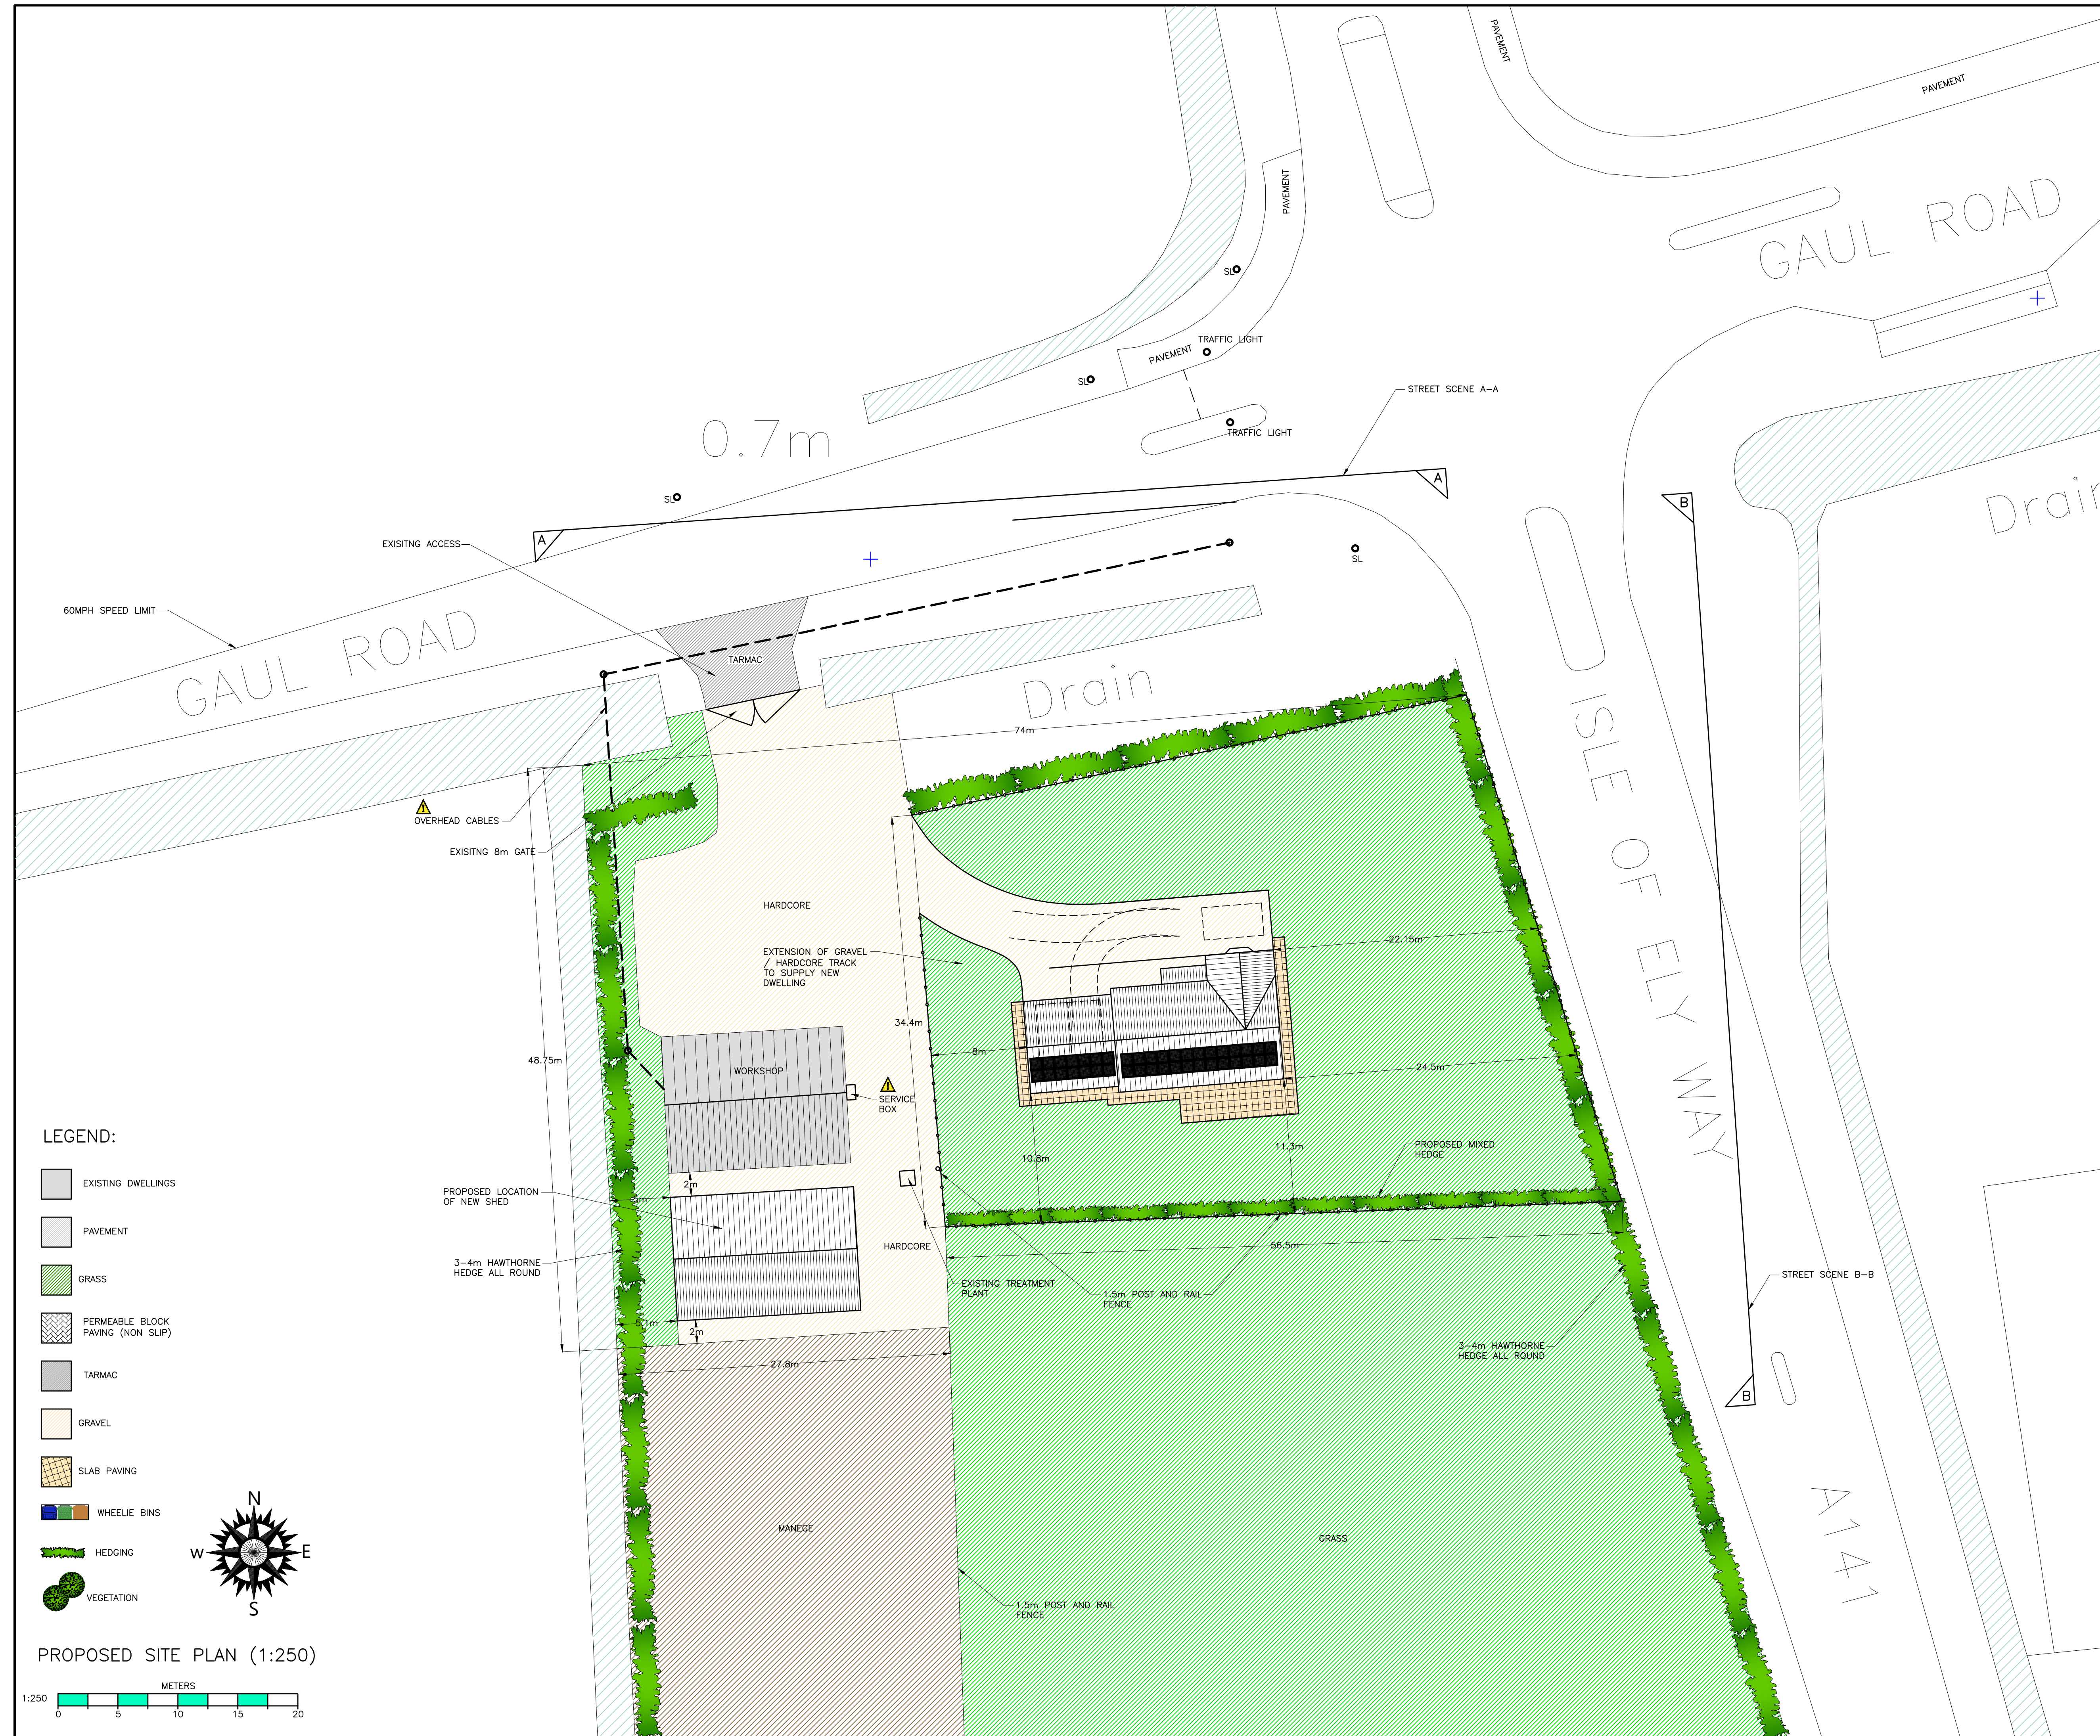 PAVEMENT
PAVEMENT
PAVEMENT
GAUL ROAD
SL
TRAFFIC LIGHT
PAVEMENT
SL
STREET SCENE A-A
0.7m
TRAFFIC LIGHT
A
SL
B
Drain
A
EXISITNG ACCESS
SL
60MPH SPEED LIMIT
GAUL ROAD
TARMAC
Drain
74m
ISLE OF ELY WAY
OVERHEAD CABLES
EXISITNG 8m GATE
HARDCORE
EXTENSION OF GRAVEL
/ HARDCORE TRACK
TO SUPPLY NEW
DWELLING
22.15m
34.4m
8m
48.75m
24.5m
WORKSHOP
SERVICE
BOX
10.8m
11.3m
PROPOSED MIXED
HEDGE
2m
PROPOSED LOCATION
OF NEW SHED
HARDCORE
56.5m
3-4m HAWTHORNE
HEDGE ALL ROUND
EXISTING TREATMENT
PLANT
1.5m POST AND RAIL
FENCE
STREET SCENE B-B
5.1m
2m
27.8m
3-4m HAWTHORNE
HEDGE ALL ROUND
B
MANEGE
GRASS
A141
1.5m POST AND RAIL
FENCE
LEGEND:
EXISTING DWELLINGS
PAVEMENT
GRASS
PERMEABLE BLOCK
PAVING (NON SLIP)
TARMAC
GRAVEL
SLAB PAVING
WHEELIE BINS
HEDGING
VEGETATION
N
W
E
S
PROPOSED SITE PLAN (1:250)
METERS
1:250
0 5 10 15 20